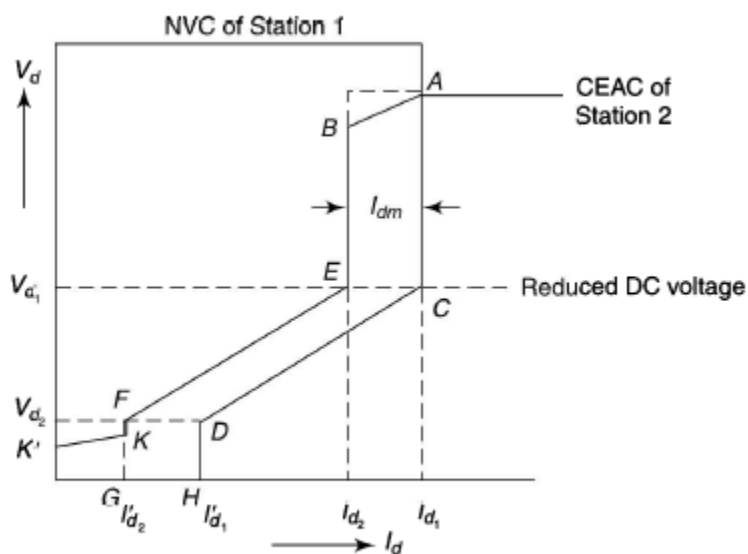 NVC of Station 1
V_d
A
CEAC of
Station 2
B
I_dm
E
V_d1
Reduced DC voltage
C
F
V_d2
K
D
K'
G
I'_d2
H
I'_d1
i_d2
i_d1
I_d